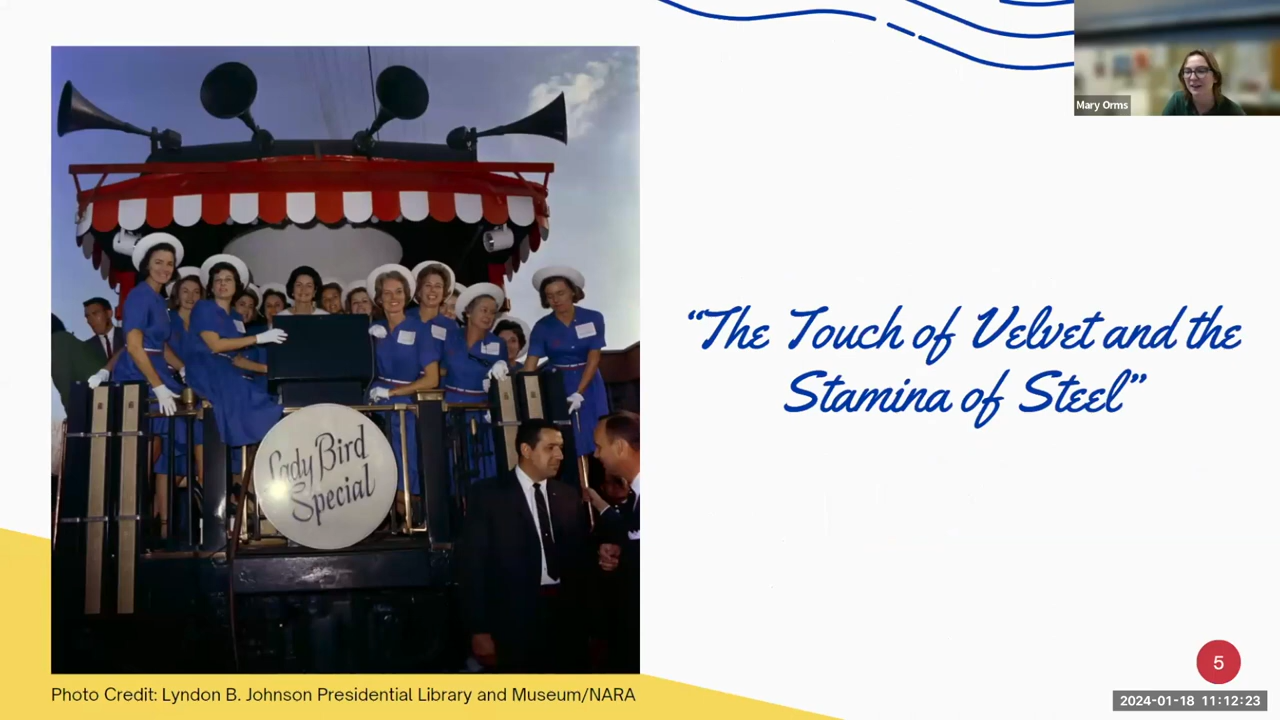 Mary Orms
“The Touch of Velvet and the
Stamina of Steel”
Lady Bird
Special
Photo Credit: Lyndon B. Johnson Presidential Library and Museum/NARA
5
2024-01-18 11:12:23